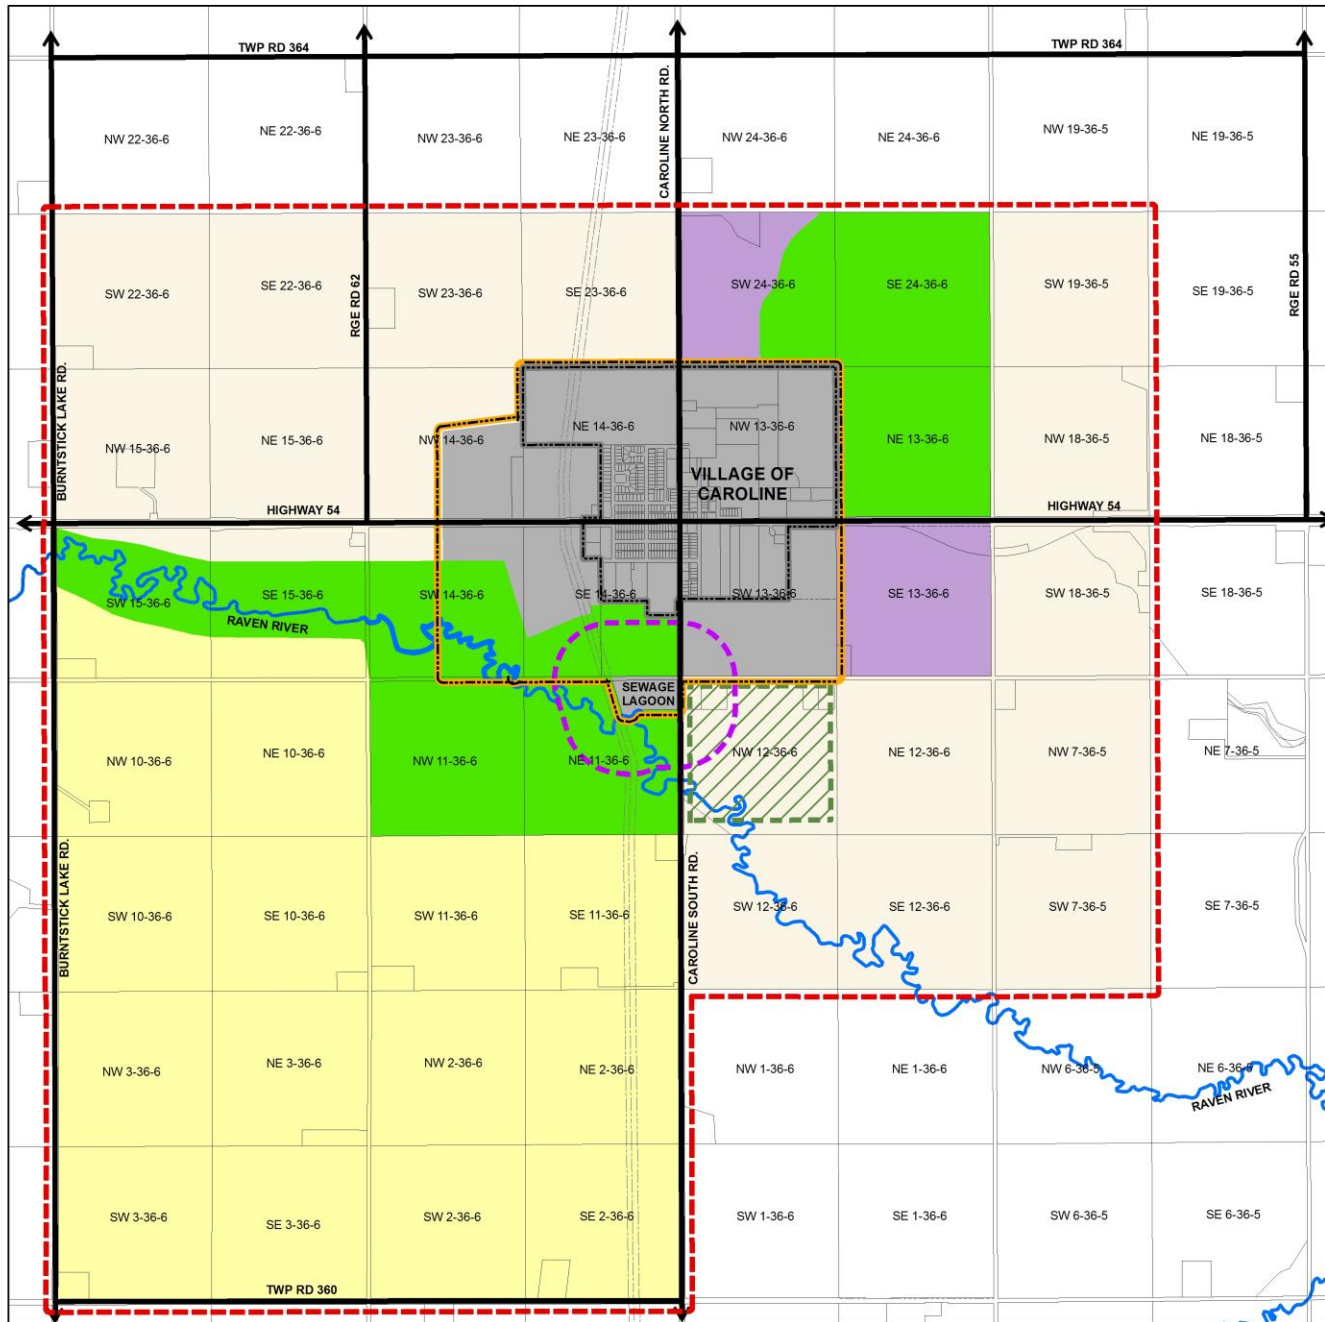 TWP RD 364
TWP RD 364
CAROLINE NORTH RD.
NW 22-36-6
NE 22-36-6
NW 23-36-6
NE 23-36-6
NW 24-36-6
NE 24-36-6
NW 19-36-5
NE 19-36-5
SW 22-36-6
SE 22-36-6
RGE RD 62
SW 23-36-6
SE 23-36-6
SW 24-36-6
SE 24-36-6
SW 19-36-5
SE 19-36-5
RGE RD 55
BURNTSTICK LAKE RD.
NW 15-36-6
NE 15-36-6
NW 14-36-6
NE 14-36-6
NW 13-36-6
NE 13-36-6
NW 18-36-5
NE 18-36-5
VILLAGE OF
CAROLINE
HIGHWAY 54
HIGHWAY 54
SW 15-36-6
SE 15-36-6
SW 14-36-6
SE 14-36-6
SW 13-36-6
SE 13-36-6
SW 18-36-5
SE 18-36-5
RAVEN RIVER
SEWAGE
LAGOON
NW 10-36-6
NE 10-36-6
NW 11-36-6
NE 11-36-6
NW 12-36-6
NE 12-36-6
NW 7-36-5
NE 7-36-5
BURNTSTICK LAKE RD.
CAROLINE SOUTH RD.
SW 10-36-6
SE 10-36-6
SW 11-36-6
SE 11-36-6
SW 12-36-6
SE 12-36-6
SW 7-36-5
SE 7-36-5
NW 3-36-6
NE 3-36-6
NW 2-36-6
NE 2-36-6
NW 1-36-6
NE 1-36-6
NW 6-36-5
NE 6-36-5
RAVEN RIVER
SW 3-36-6
SE 3-36-6
SW 2-36-6
SE 2-36-6
SW 1-36-6
SE 1-36-6
SW 6-36-5
SE 6-36-5
TWP RD 360